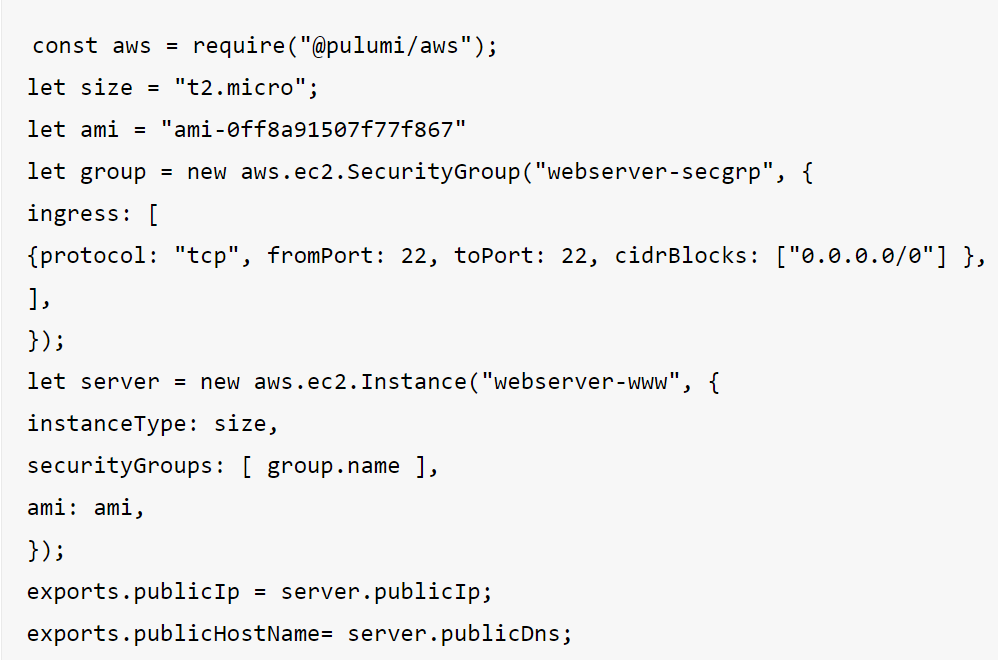 const aws = require("@pulumi/aws");
let size = "t2.micro";
let ami = "ami-0ff8a91507f77f867"
let group = new aws.ec2.SecurityGroup("webserver-secgrp", {
ingress: [
{protocol: "tcp", fromPort: 22, toPort: 22, cidrBlocks: ["0.0.0.0/0"] },
],
});
let server = new aws.ec2.Instance("webserver-www", {
instanceType: size,
securityGroups: [ group.name ],
ami: ami,
});
exports.publicIp = server.publicIp;
exports.publicHostName= server.publicDns;